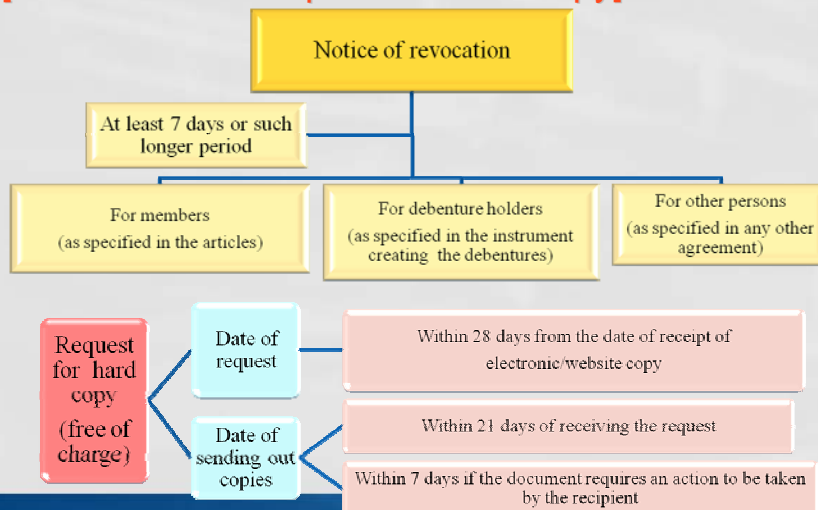 Notice of revocation
At least 7 days or such
longer period
For members
(as specified in the articles)
For debenture holders
(as specified in the instrument
creating the debentures)
For other persons
(as specified in any other
agreement)
Request
for hard
copy
(free of
charge)
Date of
request
Within 28 days from the date of receipt of
electronic/website copy
Date of
sending out
copies
Within 21 days of receiving the request
Within 7 days if the document requires an action to be taken
by the recipient